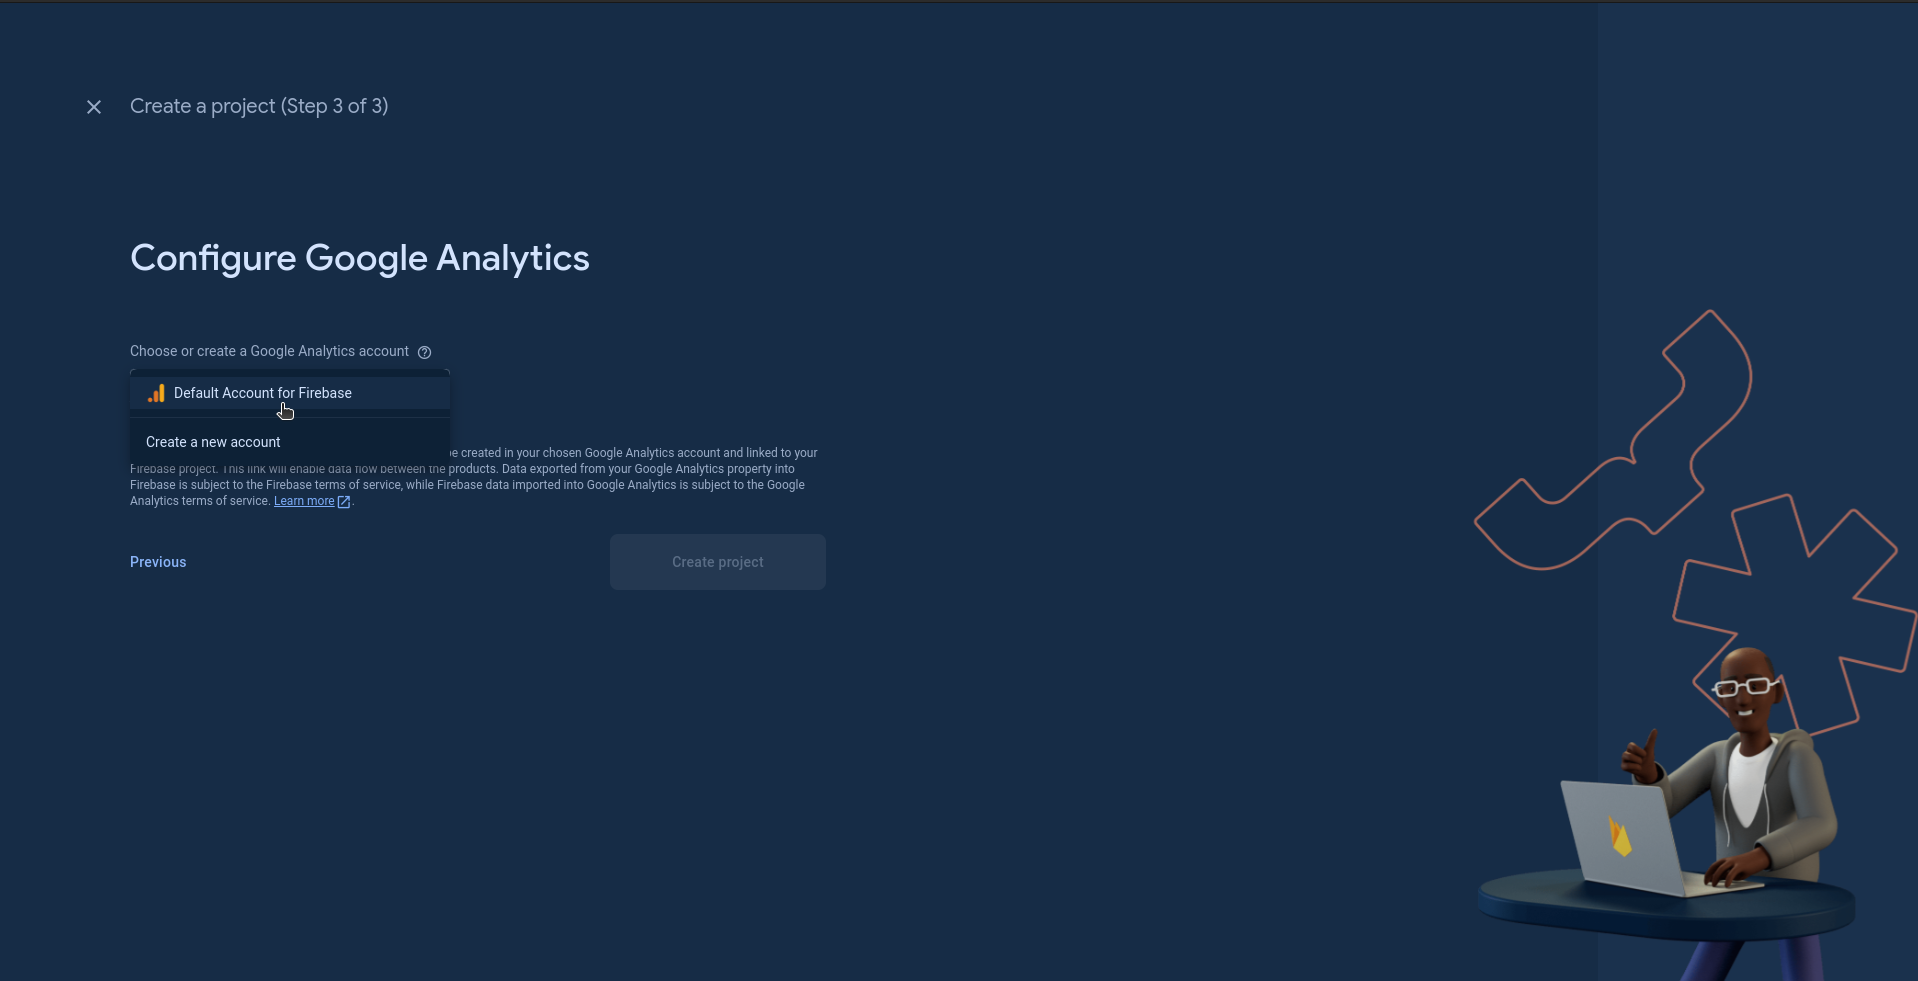 Create a project (Step 3 of 3)
Configure Google Analytics
Choose or create a Google Analytics account
Default Account for Firebase
Create a new account
be created in your chosen Google Analytics account and linked to your
Firebase project. This link will enable data flow between the products. Data exported from your Google Analytics property into
Firebase is subject to the Firebase terms of service, while Firebase data imported into Google Analytics is subject to the Google
Analytics terms of service. Learn more .
Previous
Create project